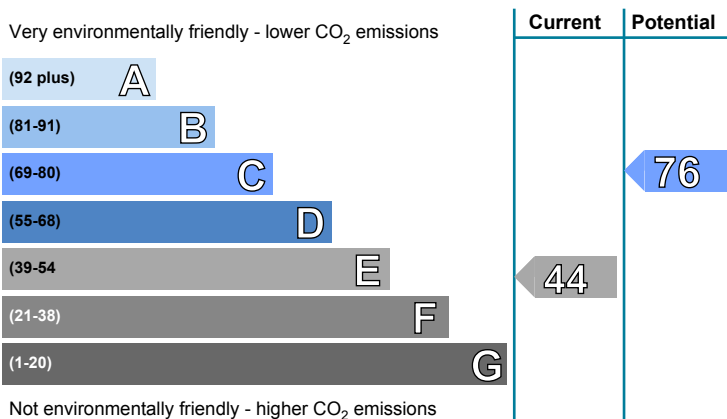 Very environmentally friendly - lower CO2 emissions
Current
Potential
(92 plus) A
(81-91) B
(69-80) C
76
(55-68) D
(39-54 E
44
(21-38) F
(1-20) G
Not environmentally friendly - higher CO2 emissions